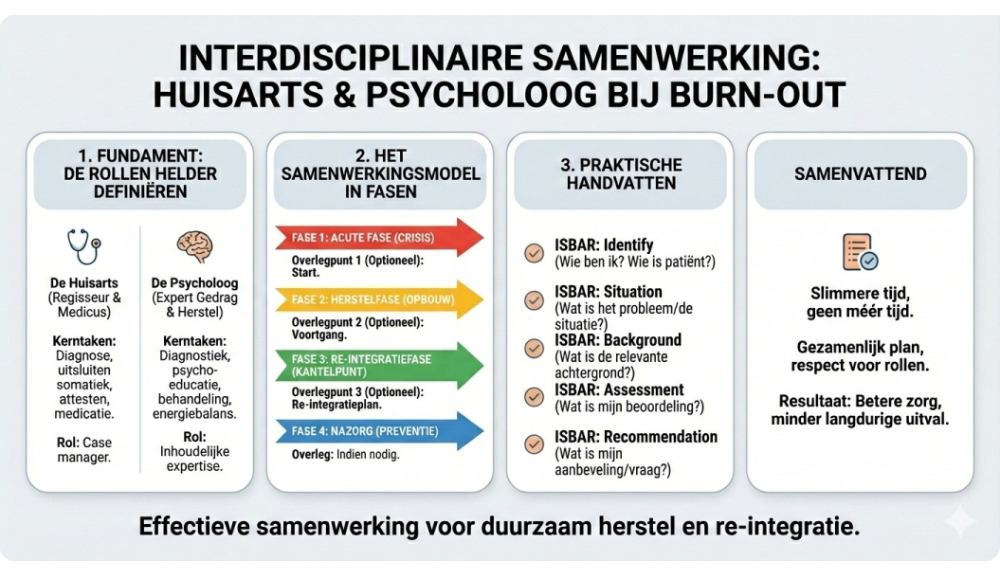 INTERDISCIPLINAIRE SAMENWERKING:
HUISARTS & PSYCHOLOOG BIJ BURN-OUT
1. FUNDAMENT:
DE ROLLEN HELDER
DEFINIËREN
De Huisarts
(Regisseur &
Medicus)
Kerntaken:
Diagnose,
uitsluiten
somatiek,
attesten,
medicatie.
Rol: Case
manager.
De Psycholoog
(Expert Gedrag
& Herstel)
Kerntaken:
Diagnostiek,
psycho-
educatie,
behandeling,
energiebalans.
Rol:
Inhoudelijke
expertise.
2. HET
SAMENWERKINGSMODEL
IN FASEN
FASE 1: ACUTE FASE (CRISIS)
Overlegpunt 1 (Optioneel):
Start.
FASE 2: HERSTELFASE (OPBOUW)
Overlegpunt 2 (Optioneel):
Voortgang.
FASE 3: RE-INTEGRATIEFASE
(KANTELPUNT)
Overlegpunt 3 (Optioneel):
Re-integratieplan.
FASE 4: NAZORG (PREVENTIE)
Overleg: Indien nodig.
3. PRAKTISCHE
HANDVATTEN
ISBAR: Identify
(Wie ben ik? Wie is patiënt?)
ISBAR: Situation
(Wat is het probleem/de
situatie?)
ISBAR: Background
(Wat is de relevante
achtergrond?)
ISBAR: Assessment
(Wat is mijn beoordeling?)
ISBAR: Recommendation
(Wat is mijn
aanbeveling/vraag?)
SAMENVATTEND
Slimmere tijd,
geen méér tijd.
Gezamenlijk plan,
respect voor rollen.
Resultaat: Betere zorg,
minder langdurige uitval.
Effectieve samenwerking voor duurzaam herstel en re-integratie.